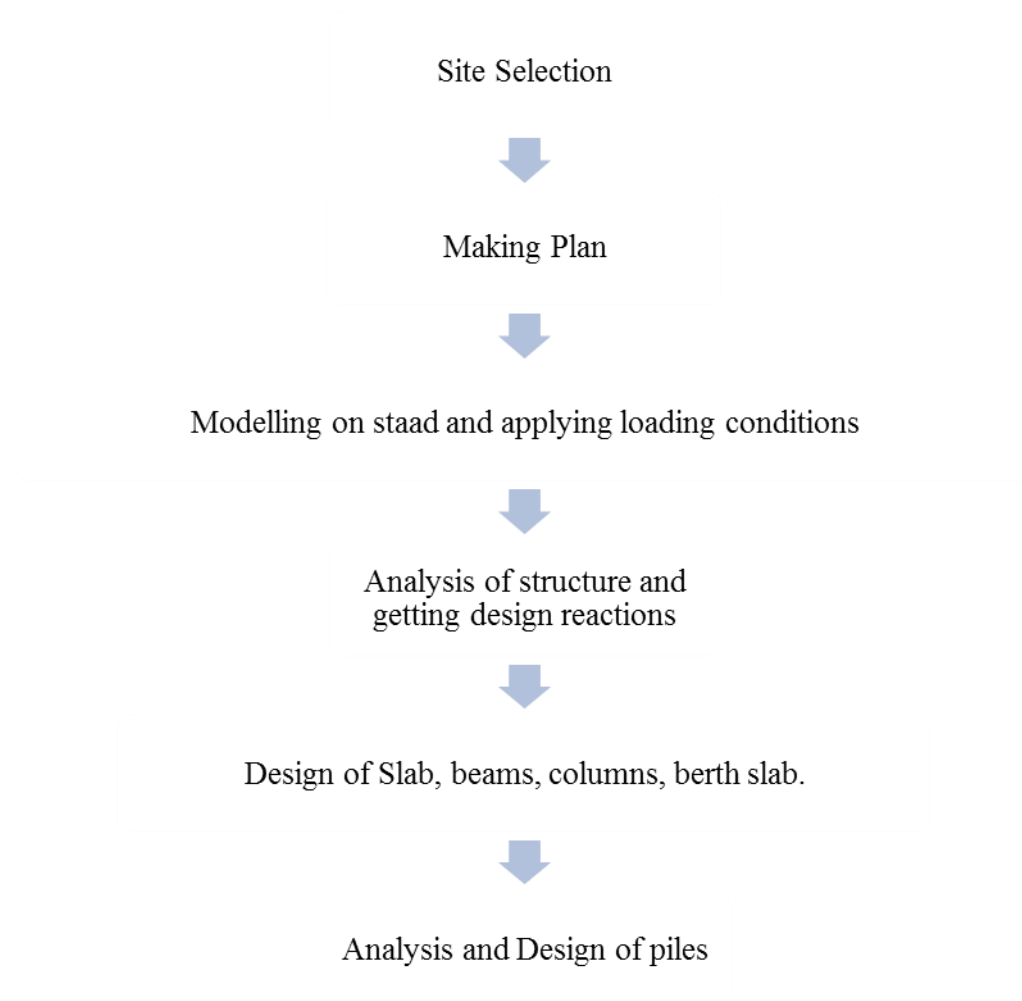 Site Selection
Making Plan
Modelling on staad and applying loading conditions
Analysis of structure and
getting design reactions
Design of Slab, beams, columns, berth slab.
Analysis and Design of piles